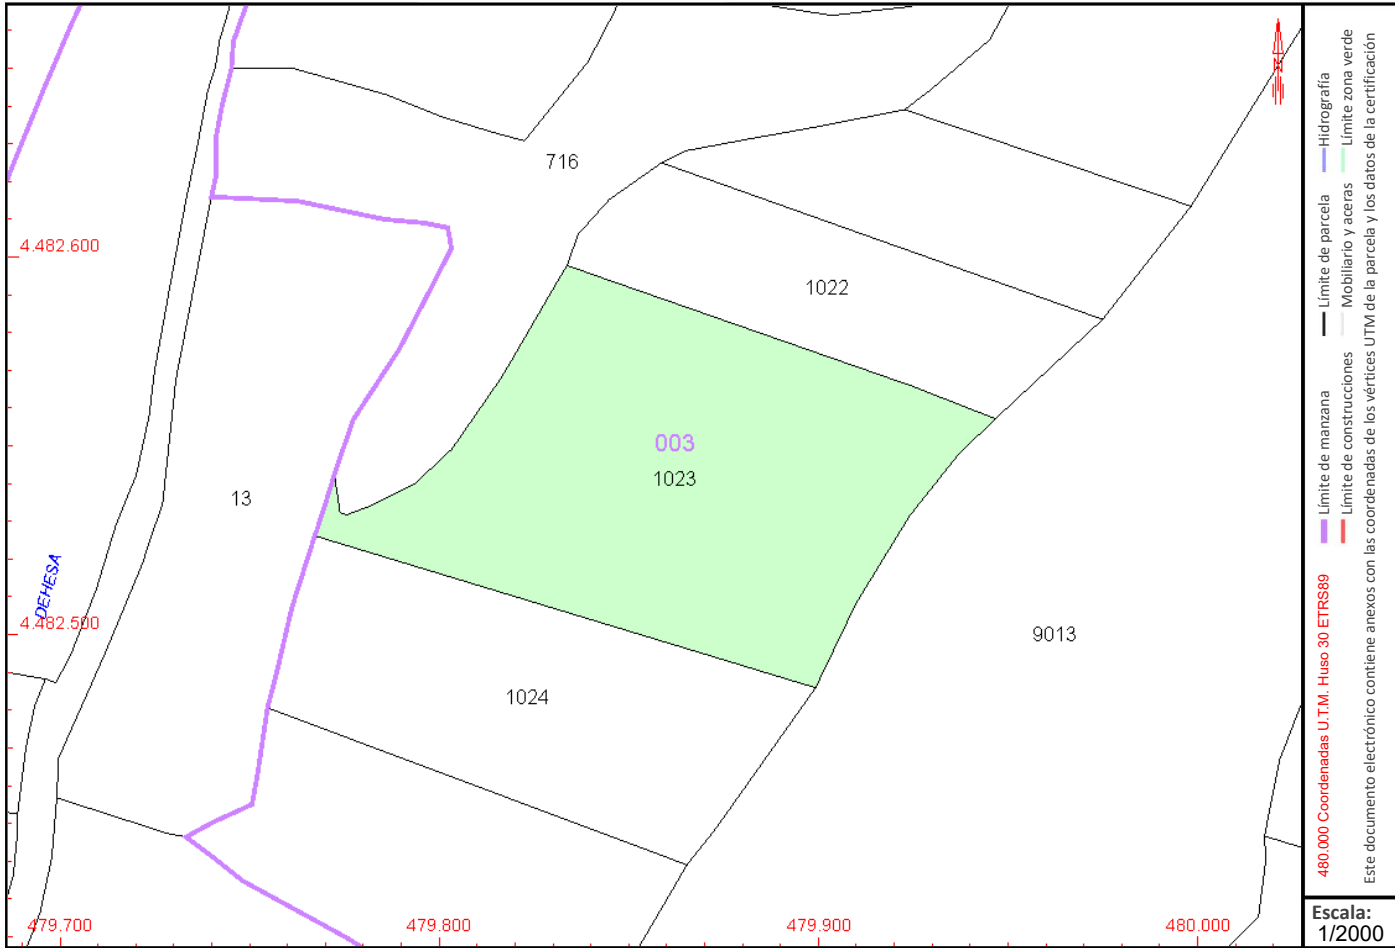 716
4.482.600
1022
003
1023
13
DEHESA
4.482.500
9013
1024
479.700
479.800
479.900
480.000
N
480.000 Coordenadas U.T.M. Huso 30 ETRS89
Límite de manzana
Límite de parcela
Hidrografía
Límite de construcciones
Mobiliario y aceras
Límite zona verde
Este documento electrónico contiene anexos con las coordenadas de los vértices UTM de la parcela y los datos de la certificación
Escala:
1/2000